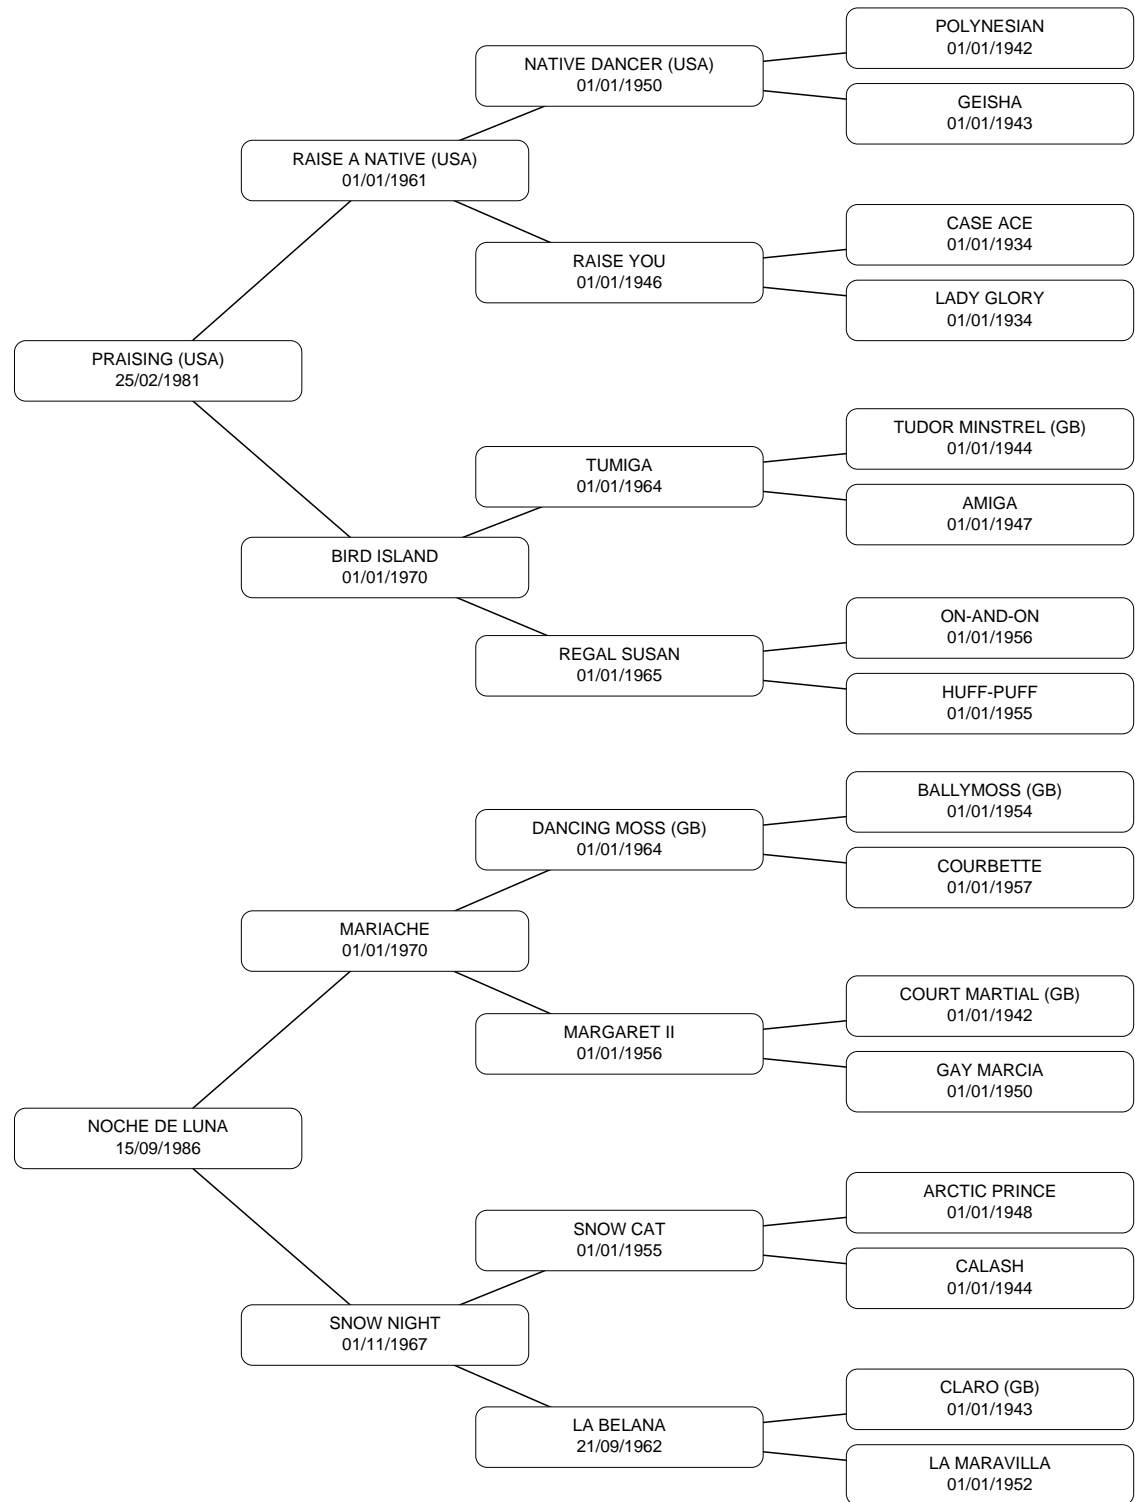 POLYNESIAN
01/01/1942
NATIVE DANCER (USA)
01/01/1950
GEISHA
01/01/1943
RAISE A NATIVE (USA)
01/01/1961
CASE ACE
01/01/1934
RAISE YOU
01/01/1946
LADY GLORY
01/01/1934
PRAISING (USA)
25/02/1981
TUDOR MINSTREL (GB)
01/01/1944
TUMIGA
01/01/1964
AMIGA
01/01/1947
BIRD ISLAND
01/01/1970
ON-AND-ON
01/01/1956
REGAL SUSAN
01/01/1965
HUFF-PUFF
01/01/1955
BALLYMOSS (GB)
01/01/1954
DANCING MOSS (GB)
01/01/1964
COURBETTE
01/01/1957
MARIACHE
01/01/1970
COURT MARTIAL (GB)
01/01/1942
MARGARET II
01/01/1956
GAY MARCIA
01/01/1950
NOCHE DE LUNA
15/09/1986
ARCTIC PRINCE
01/01/1948
SNOW CAT
01/01/1955
CALASH
01/01/1944
SNOW NIGHT
01/11/1967
CLARO (GB)
01/01/1943
LA BELANA
21/09/1962
LA MARAVILLA
01/01/1952